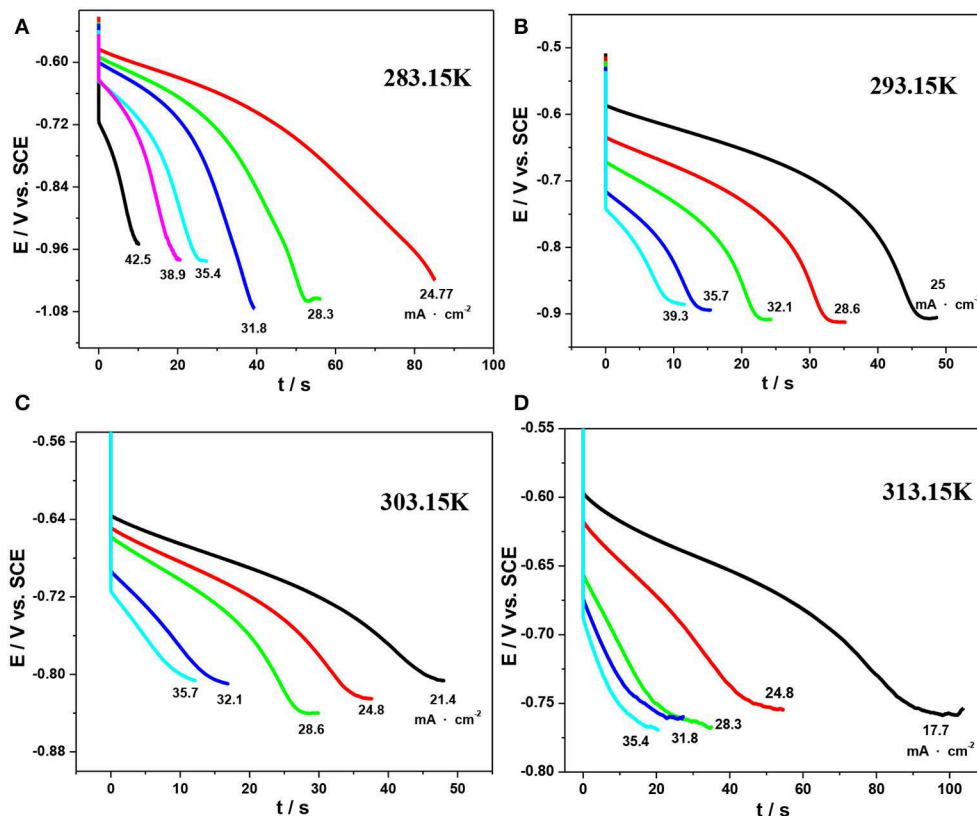 A
283.15K
E / V vs. SCE
-0.60
-0.72
-0.84
-0.96
-1.08
42.5
38.9
35.4
31.8
28.3
24.77
mA · cm-2
0 20 40 60 80 100
t / s
B
293.15K
E / V vs. SCE
-0.5
-0.6
-0.7
-0.8
-0.9
39.3
35.7
32.1
28.6
25
mA · cm-2
0 10 20 30 40 50
t / s
C
303.15K
E / V vs. SCE
-0.56
-0.64
-0.72
-0.80
-0.88
35.7
32.1
28.6
24.8
21.4
mA · cm-2
0 10 20 30 40 50
t / s
D
313.15K
E / V vs. SCE
-0.55
-0.60
-0.65
-0.70
-0.75
-0.80
35.4
31.8
28.3
24.8
17.7
mA · cm-2
0 20 40 60 80 100
t / s